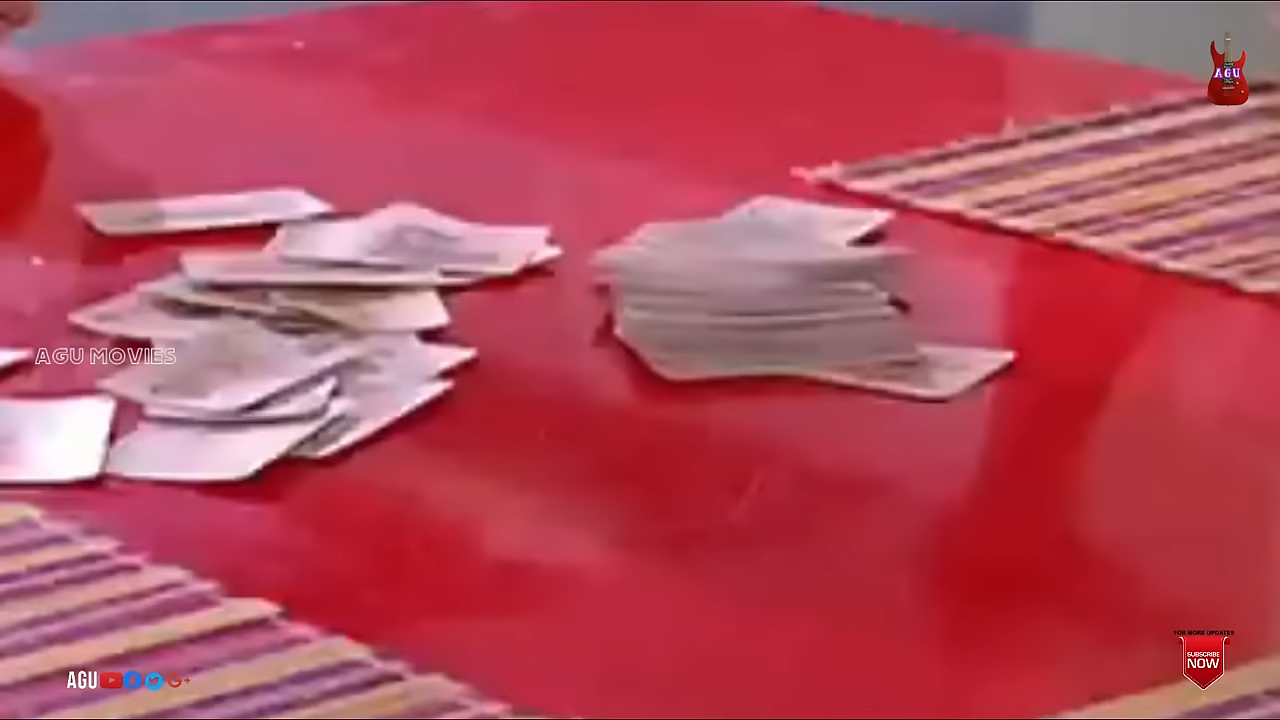 AGU
AGU MOVIES
FOR MORE UPDATES
SUBSCRIBE
NOW
AGU